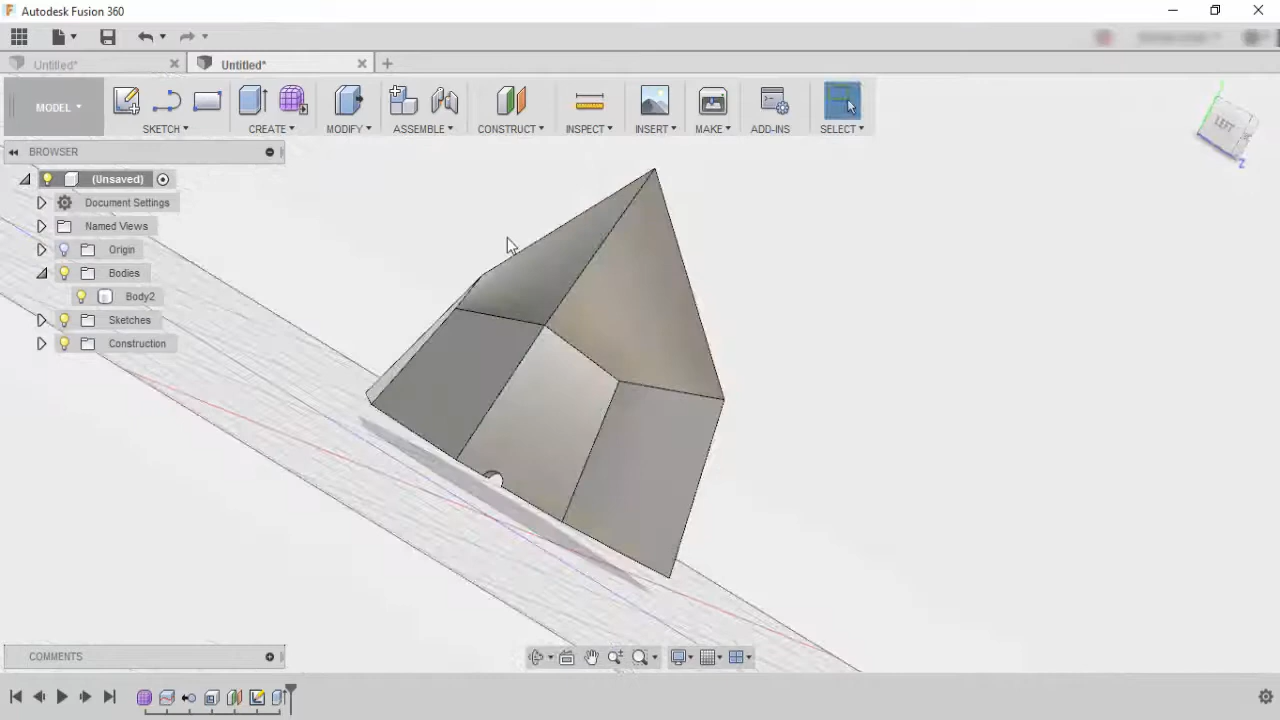 Autodesk Fusion 360
Untitled*
Untitled*
MODEL
SKETCH
CREATE
MODIFY
ASSEMBLE
CONSTRUCT
INSPECT
INSERT
MAKE
ADD-INS
SELECT
LEFT
Z
BROWSER
(Unsaved)
Document Settings
Named Views
Origin
Bodies
Body2
Sketches
Construction
COMMENTS